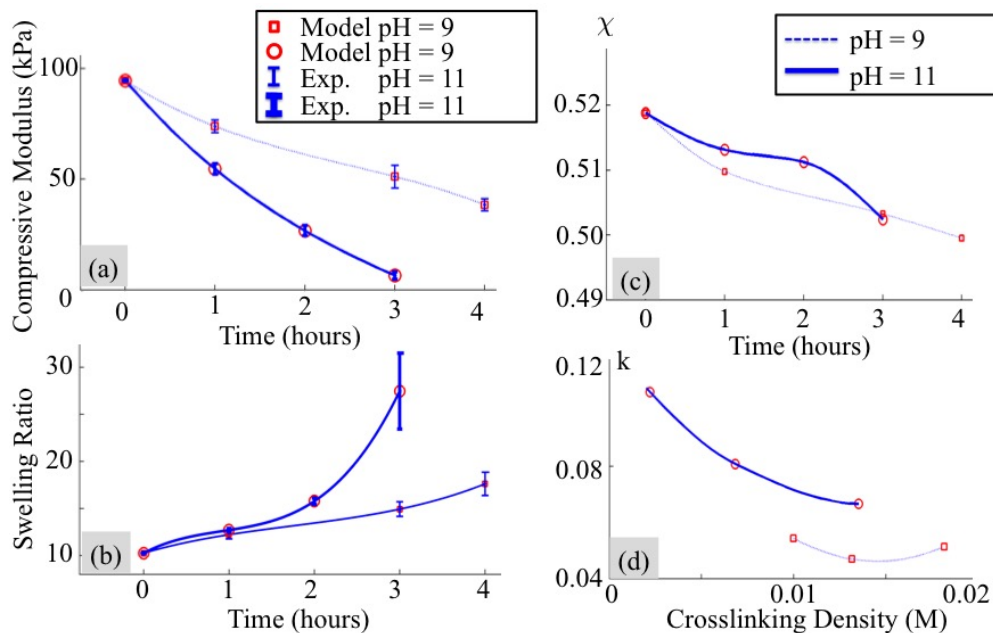 Model pH = 9
Model pH = 9
Exp. pH = 11
Exp. pH = 11
Compressive Modulus (kPa)
100
50
0
(a)
0 1 2 3 4
Time (hours)
χ
pH = 9
pH = 11
0.52
0.51
0.50
0.49
(c)
0 1 2 3 4
Time (hours)
Swelling Ratio
30
20
10
(b)
0 1 2 3 4
Time (hours)
k
0.12
0.08
0.04
(d)
0.01 0.02
Crosslinking Density (M)